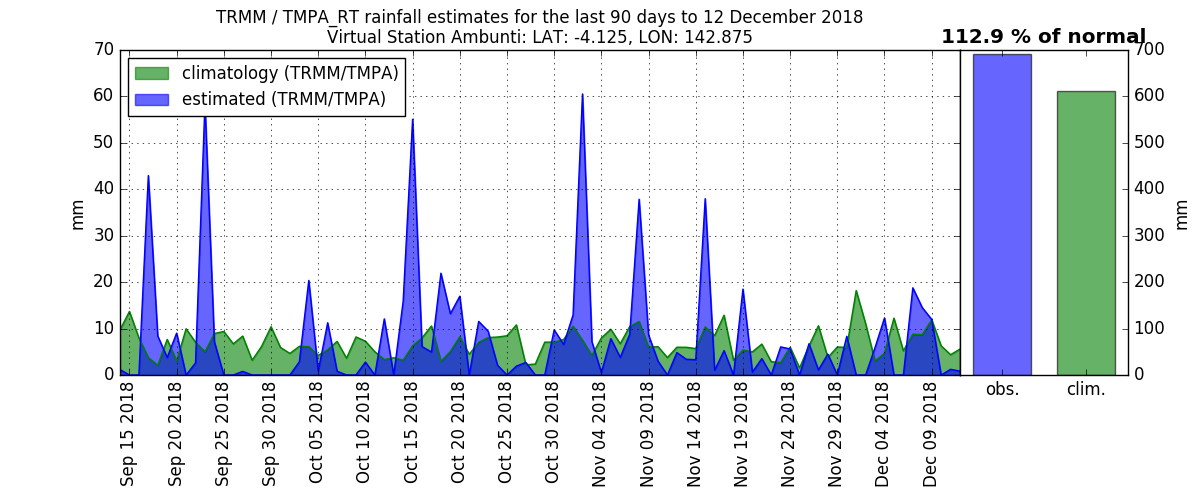 TRMM / TMPA_RT rainfall estimates for the last 90 days to 12 December 2018
Virtual Station Ambunti: LAT: -4.125, LON: 142.875
112.9 % of normal
climatology (TRMM/TMPA)
estimated (TRMM/TMPA)
70
60
50
40
30
20
10
0
mm
Sep 15 2018
Sep 20 2018
Sep 25 2018
Sep 30 2018
Oct 05 2018
Oct 10 2018
Oct 15 2018
Oct 20 2018
Oct 25 2018
Oct 30 2018
Nov 04 2018
Nov 09 2018
Nov 14 2018
Nov 19 2018
Nov 24 2018
Nov 29 2018
Dec 04 2018
Dec 09 2018
obs.
clim.
700
600
500
400
300
200
100
0
mm